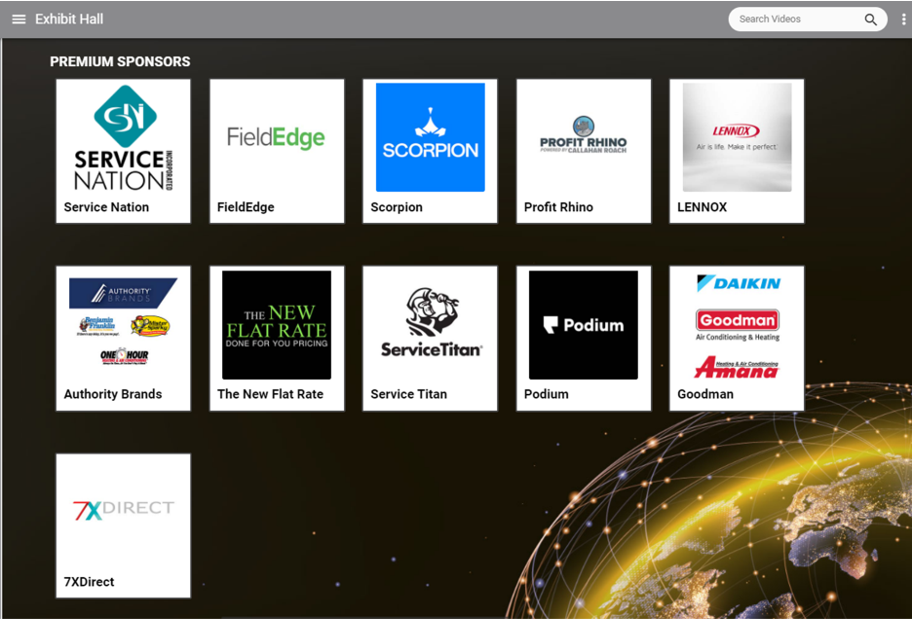 Exhibit Hall
Search Videos
PREMIUM SPONSORS
SNI
SERVICE
NATION
INCORPORATED
Service Nation
FieldEdge
FieldEdge
SCORPION
Scorpion
PROFIT RHINO
POWERED BY CALLAHAN ROACH
Profit Rhino
LENNOX
Air is life. Make it perfect
LENNOX
AUTHORITY
BRANDS
Benjamin
Franklin
Mister
Sparky
ONE HOUR
Authority Brands
THE NEW
FLAT RATE
DONE FOR YOU PRICING
The New Flat Rate
ServiceTitan
Service Titan
Podium
Podium
DAIKIN
Goodman
Air Conditioning & Heating
Heating & Air Conditioning
Amana
Goodman
7XDIRECT
7XDirect